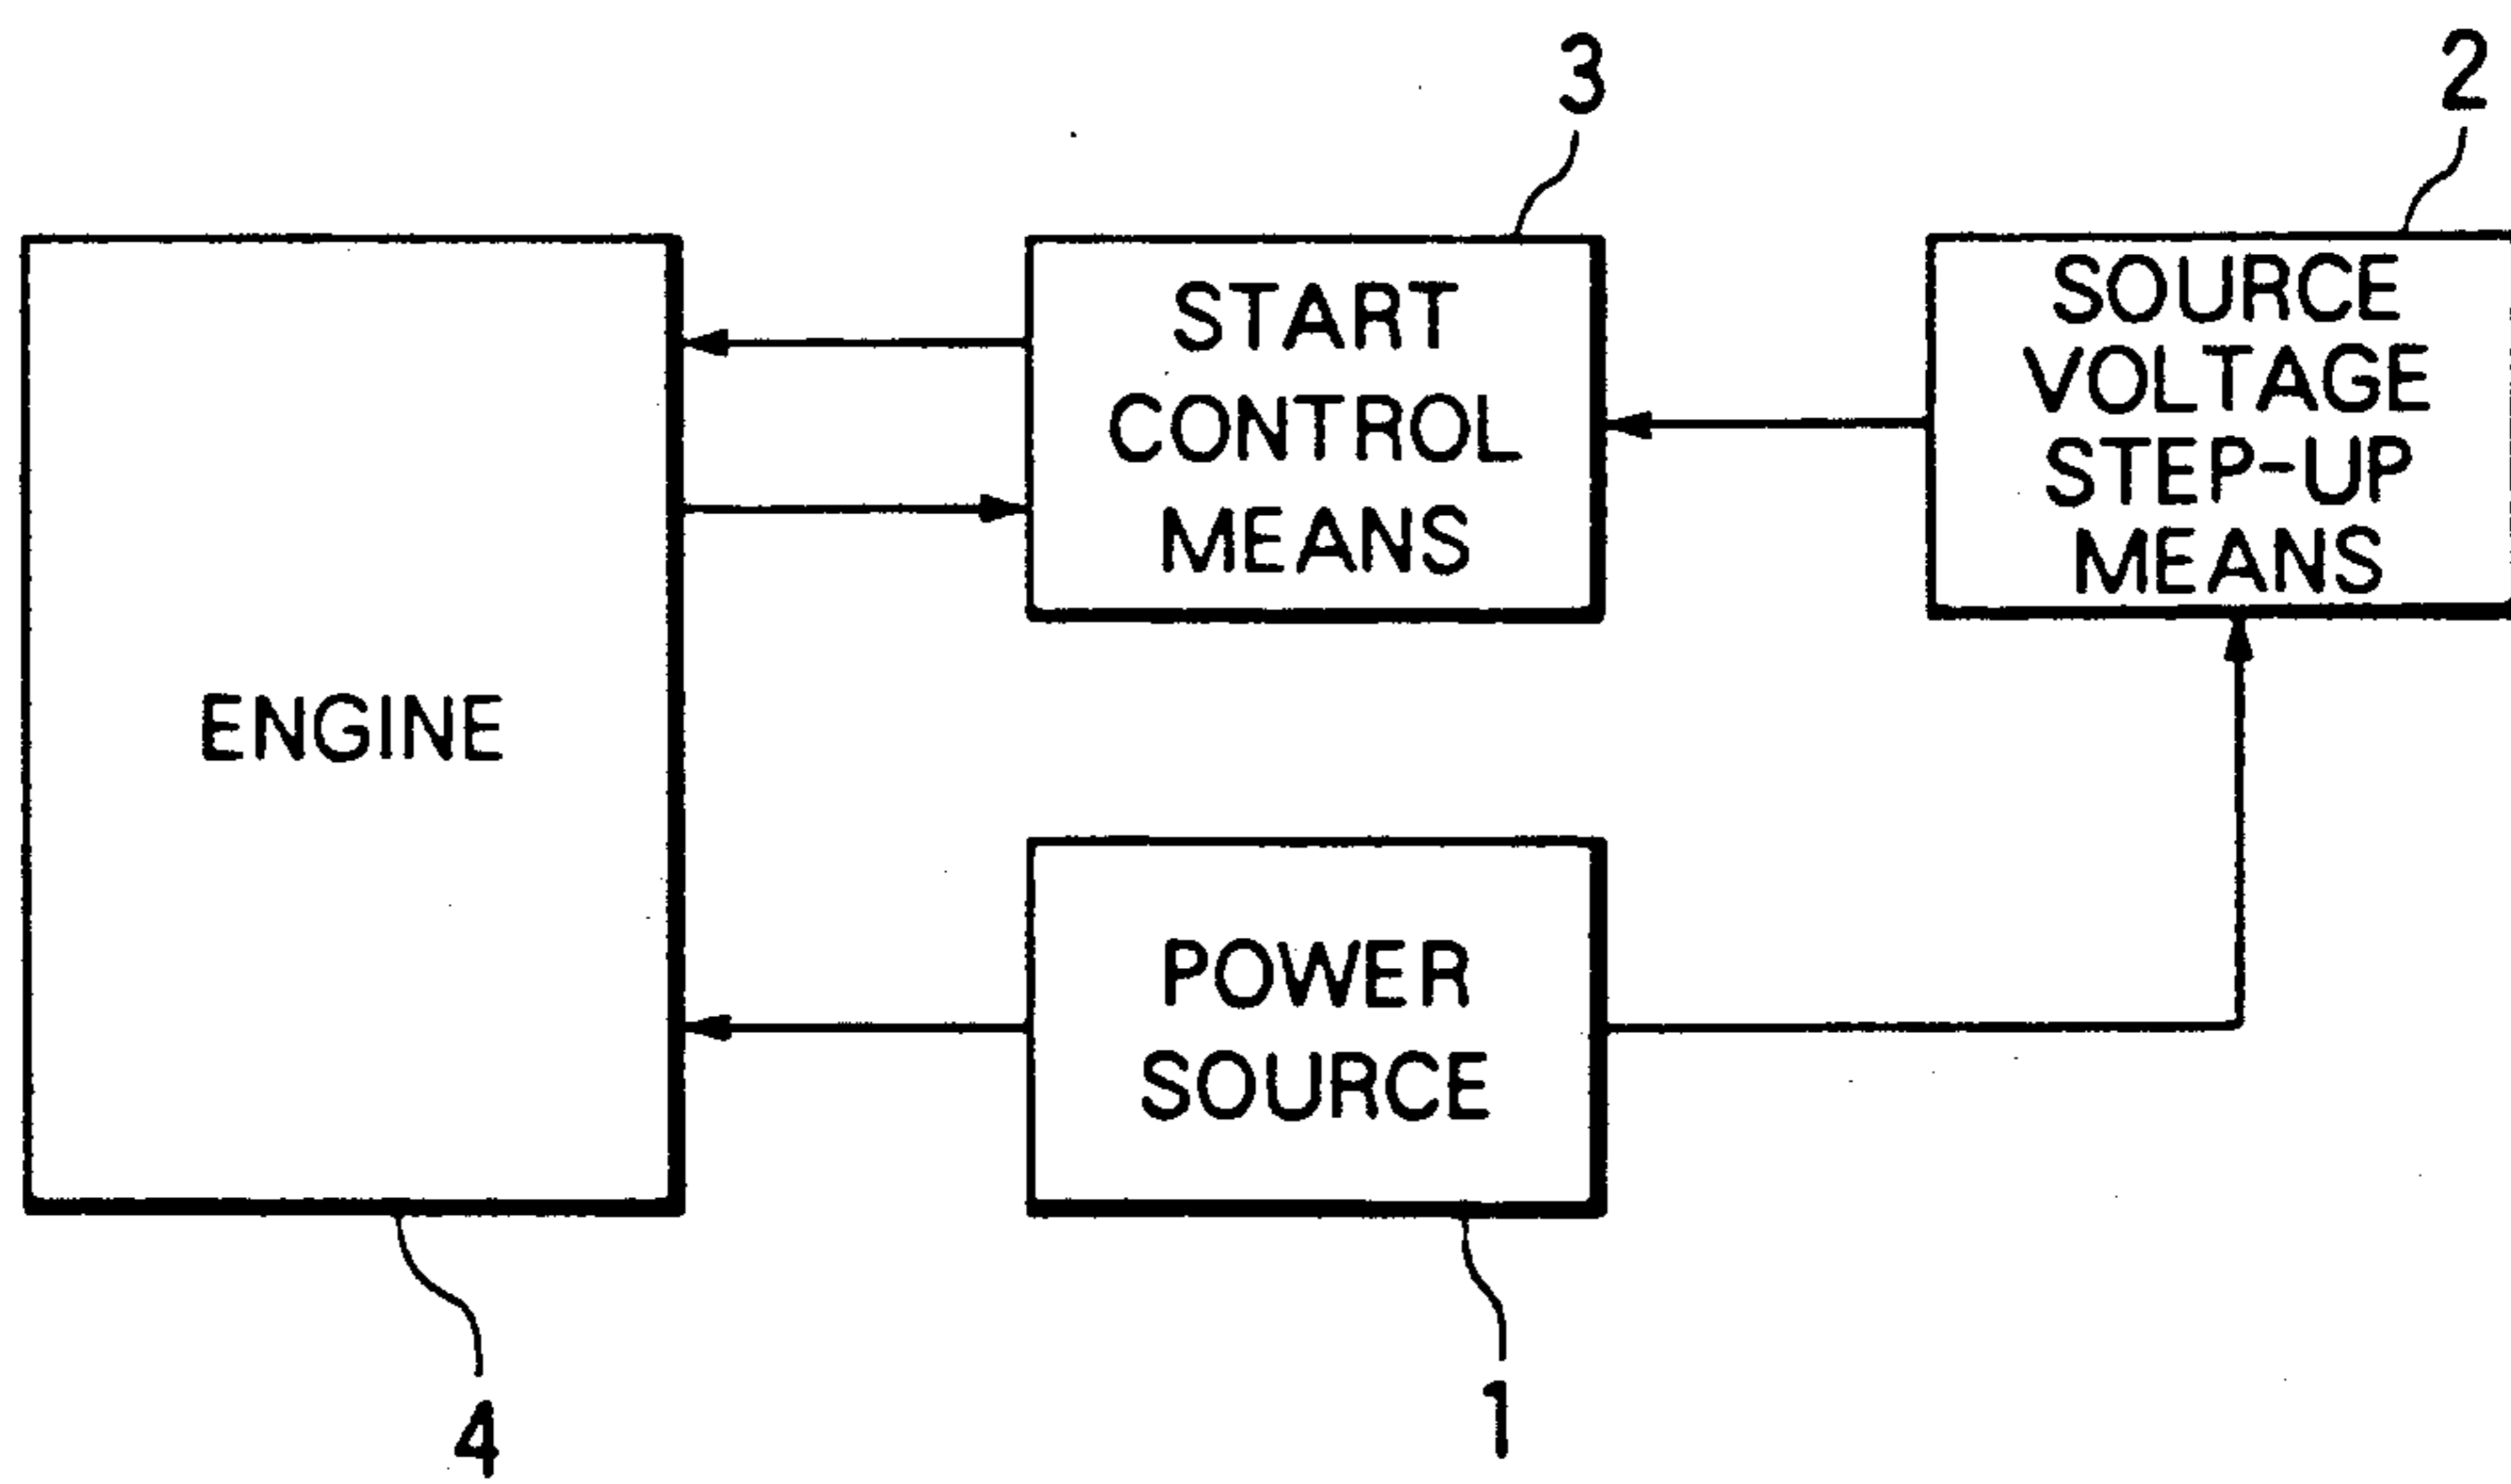 3
2
START
CONTROL
MEANS
SOURCE
VOLTAGE
STEP-UP
MEANS
ENGINE
POWER
SOURCE
4
1